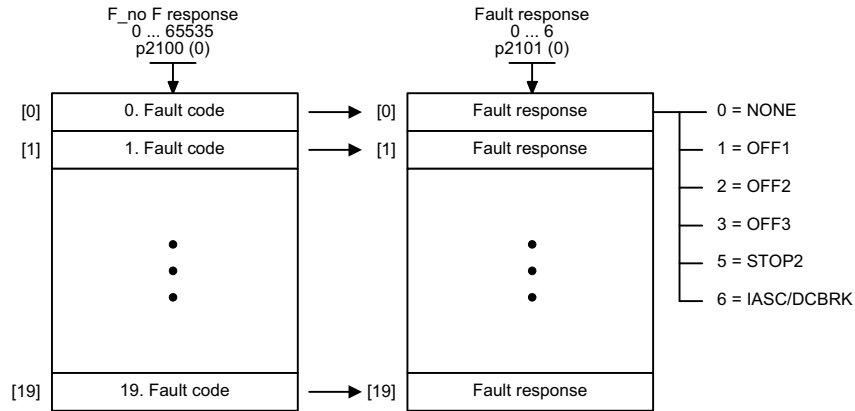 F_no F response
0 ... 65535
p2100 (0)
Fault response
0 ... 6
p2101 (0)
[0] 0. Fault code [0] Fault response 0 = NONE
[1] 1. Fault code [1] Fault response 1 = OFF1
2 = OFF2
3 = OFF3
5 = STOP2
6 = IASC/DCBRK
[19] 19. Fault code [19] Fault response